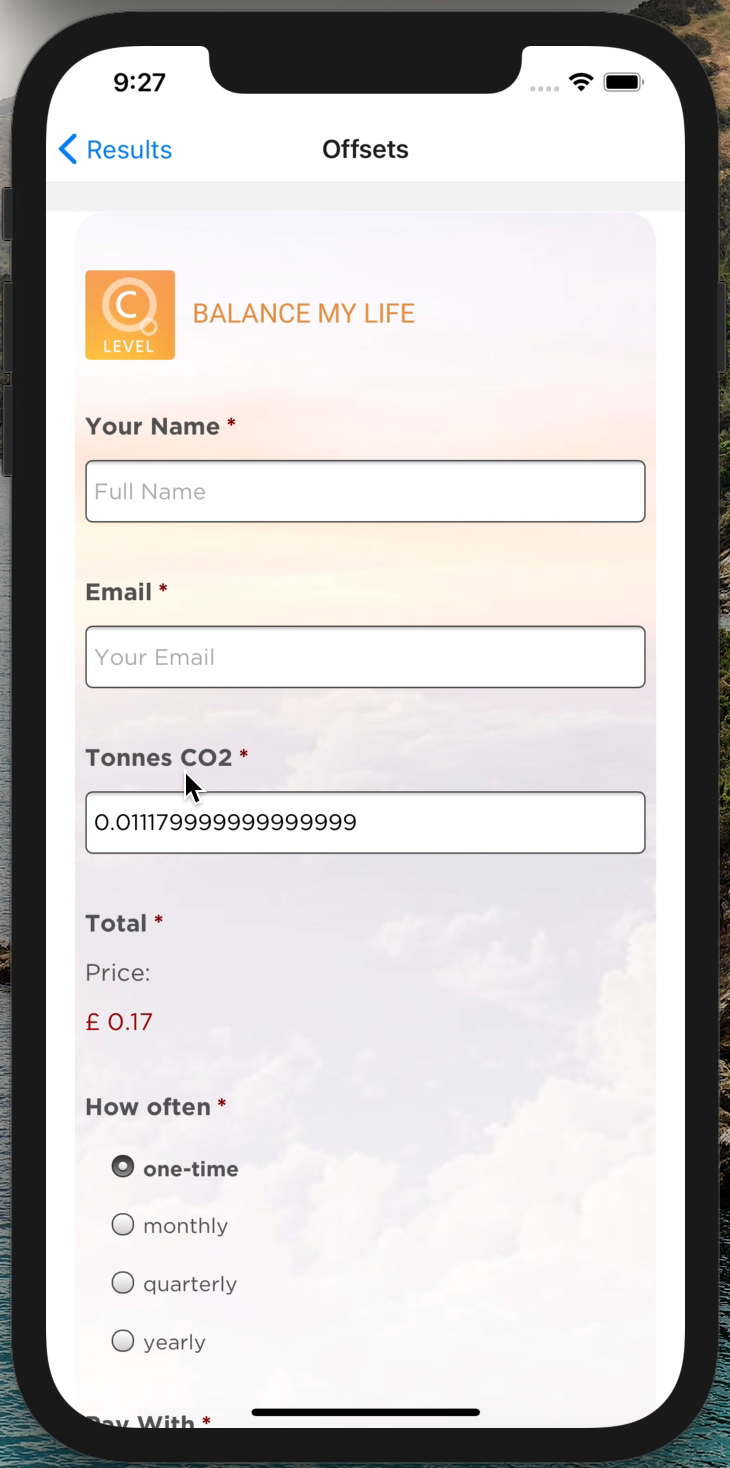 9:27
Results
Offsets
C
LEVEL
BALANCE MY LIFE
Your Name *
Full Name
Email *
Your Email
Tonnes CO2 *
0.011179999999999999
Total *
Price:
£ 0.17
How often *
one-time
monthly
quarterly
yearly
Pay With *